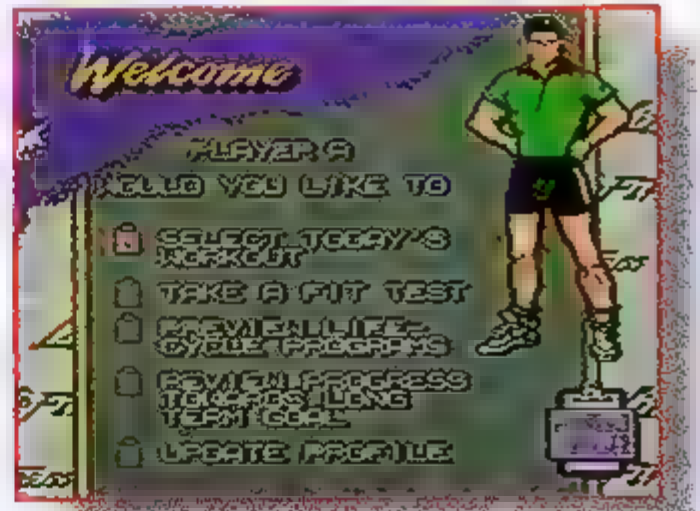 Welcome
PLAYER A
WOULD YOU LIKE TO
SELECT TODAY'S
WORKOUT
TAKE A FIT TEST
PREVIEW LIFE-
CYCLE PROGRAMS
REVIEW PROGRESS
TOWARDS LONG
TERM GOAL
UPDATE PROFILE